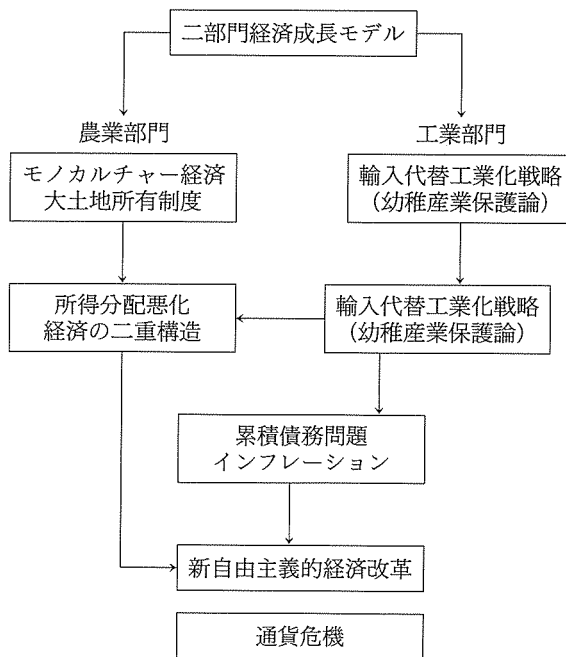 二部門経済成長モデル
農業部門
工業部門
モノカルチャー経済
大土地所有制度
輸入代替工業化戦略
(幼稚産業保護論)
所得分配悪化
経済の二重構造
輸入代替工業化戦略
(幼稚産業保護論)
累積債務問題
インフレーション
新自由主義的経済改革
通貨危機